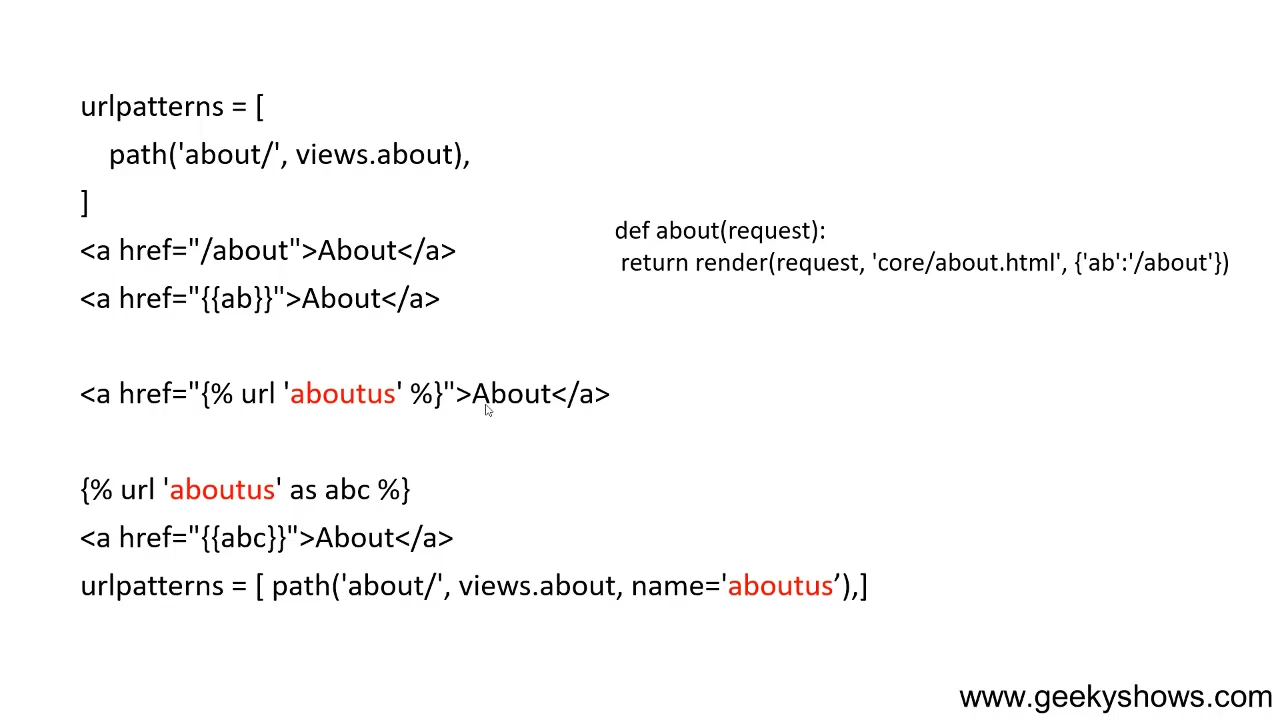 urlpatterns = [
path('about/', views.about),
]
<a href="/about">About</a>
<a href="{{ab}}">About</a>
def about(request):
return render(request, 'core/about.html', {'ab':'/about'})
<a href="{% url 'aboutus' %}">About</a>
{% url 'aboutus' as abc %}
<a href="{{abc}}">About</a>
urlpatterns = [ path('about/', views.about, name='aboutus’),]
www.geekyshows.com